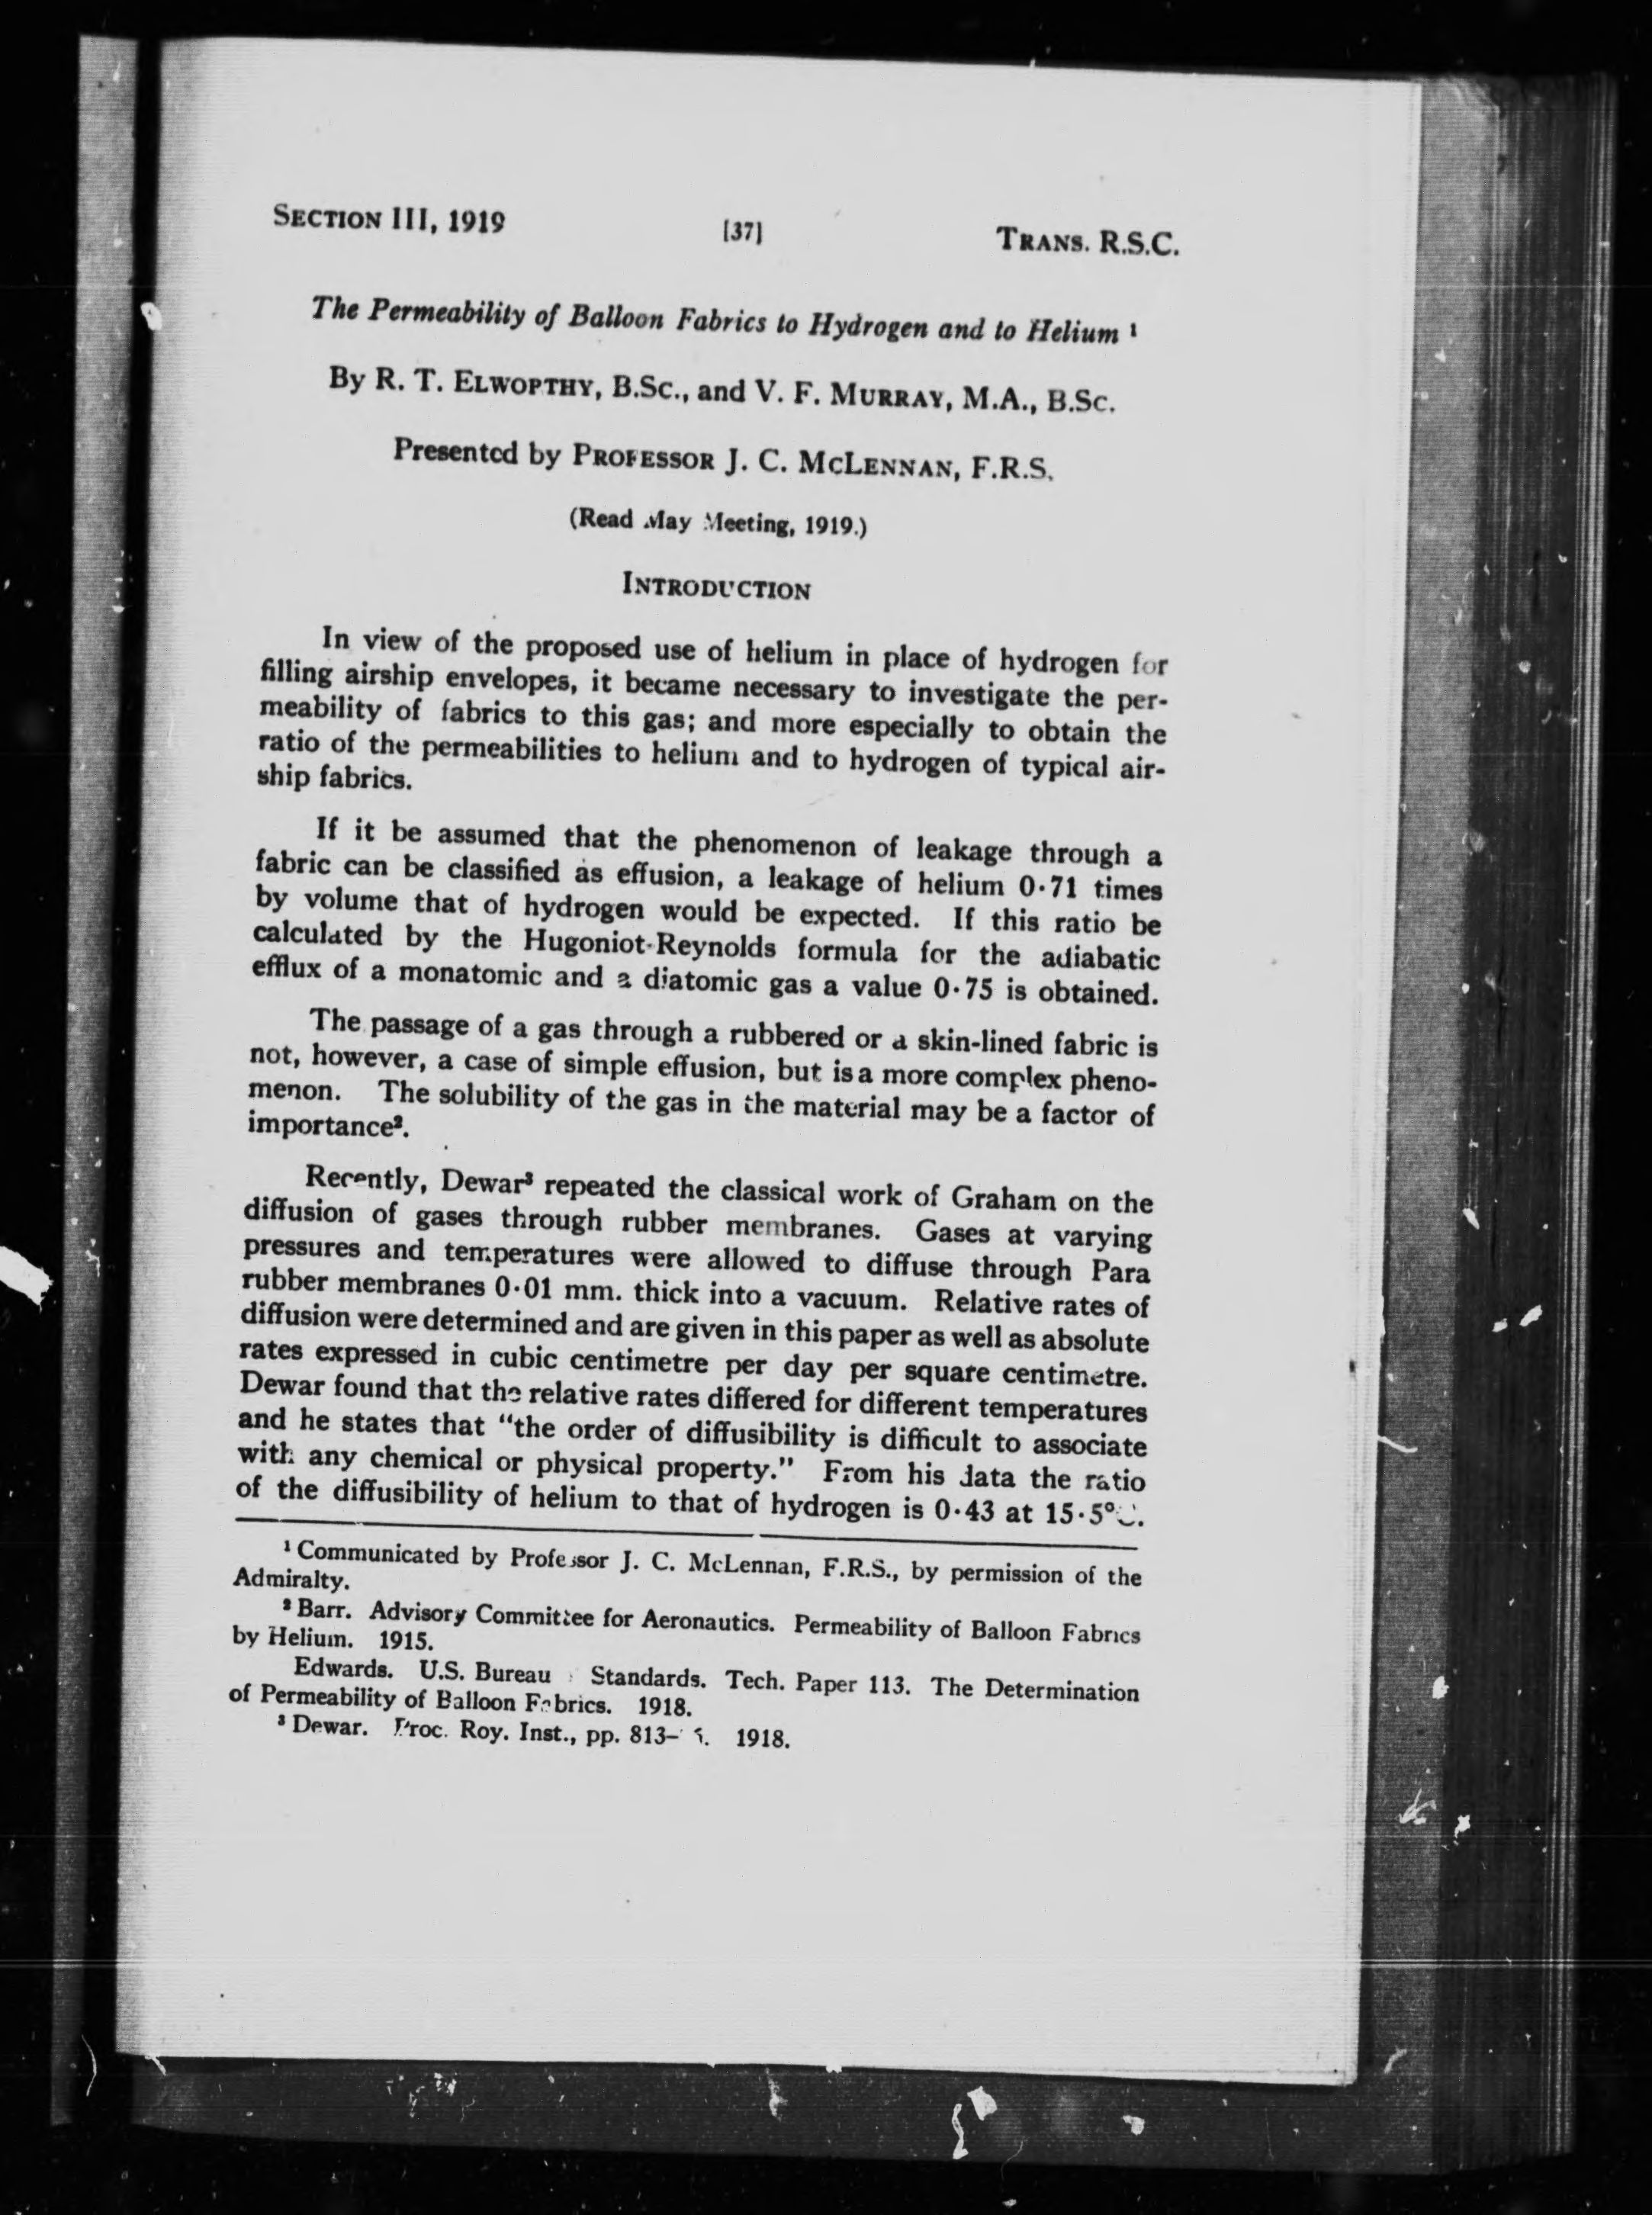 SECTION III, 1919 [37] TRANS. R.S.C.
The Permeability of Balloon Fabrics to Hydrogen and to Helium ¹
By R. T. ELWORTHY, B.Sc., and V. F. MURRAY, M.A., B.Sc.
Presented by PROFESSOR J. C. MCLENNAN, F.R.S.
(Read May Meeting, 1919.)
INTRODUCTION
In view of the proposed use of helium in place of hydrogen for
filling airship envelopes, it became necessary to investigate the per-
meability of fabrics to this gas; and more especially to obtain the
ratio of the permeabilities to helium and to hydrogen of typical air-
ship fabrics.
If it be assumed that the phenomenon of leakage through a
fabric can be classified as effusion, a leakage of helium 0·71 times
by volume that of hydrogen would be expected. If this ratio be
calculated by the Hugoniot-Reynolds formula for the adiabatic
efflux of a monatomic and a diatomic gas a value 0·75 is obtained.
The passage of a gas through a rubbered or a skin-lined fabric is
not, however, a case of simple effusion, but is a more complex pheno-
menon. The solubility of the gas in the material may be a factor of
importance².
Recently, Dewar³ repeated the classical work of Graham on the
diffusion of gases through rubber membranes. Gases at varying
pressures and temperatures were allowed to diffuse through Para
rubber membranes 0·01 mm. thick into a vacuum. Relative rates of
diffusion were determined and are given in this paper as well as absolute
rates expressed in cubic centimetre per day per square centimetre.
Dewar found that the relative rates differed for different temperatures
and he states that "the order of diffusibility is difficult to associate
with any chemical or physical property." From his data the ratio
of the diffusibility of helium to that of hydrogen is 0·43 at 15·5°C.
¹ Communicated by Professor J. C. McLennan, F.R.S., by permission of the
Admiralty.
² Barr. Advisory Committee for Aeronautics. Permeability of Balloon Fabrics
by Helium. 1915.
Edwards. U.S. Bureau Standards. Tech. Paper 113. The Determination
of Permeability of Balloon Fabrics. 1918.
³ Dewar. Proc. Roy. Inst., pp. 813– 1918.